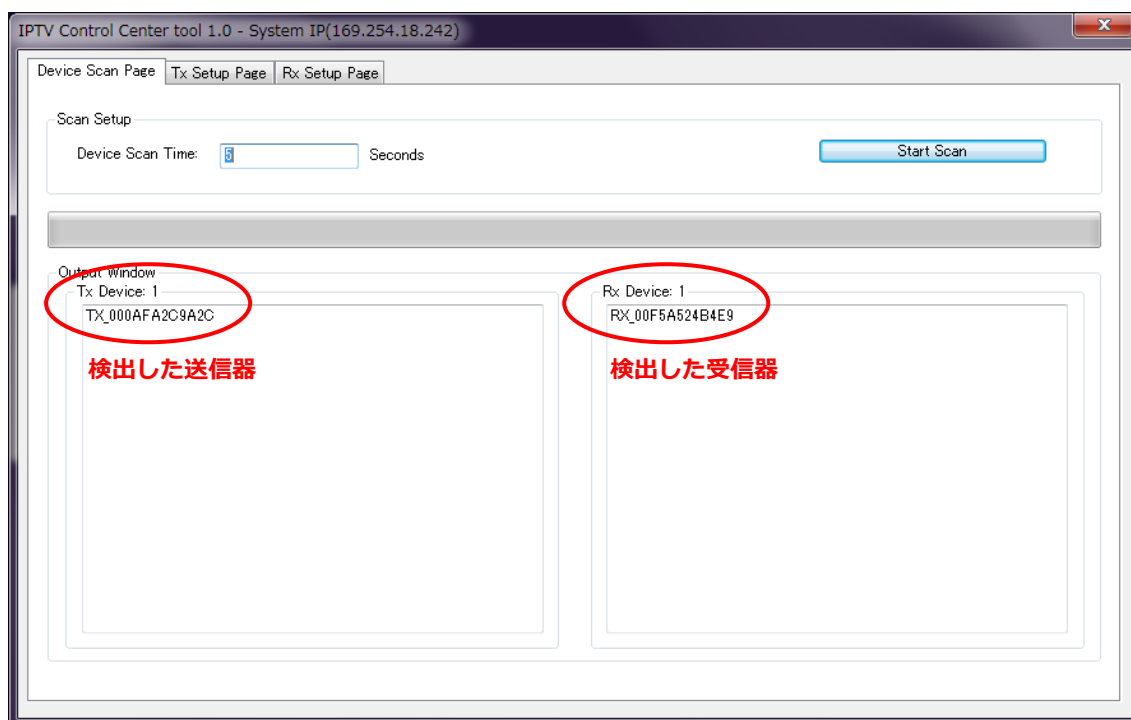 IPTV Control Center tool 1.0 - System IP(169.254.18.242)
Device Scan Page Tx Setup Page Rx Setup Page
Scan Setup
Device Scan Time: 5 Seconds Start Scan
Output Window
Tx Device: 1 Rx Device: 1
TX_000AFA2C9A2C RX_00F5A524B4E9
検出した送信器 検出した受信器